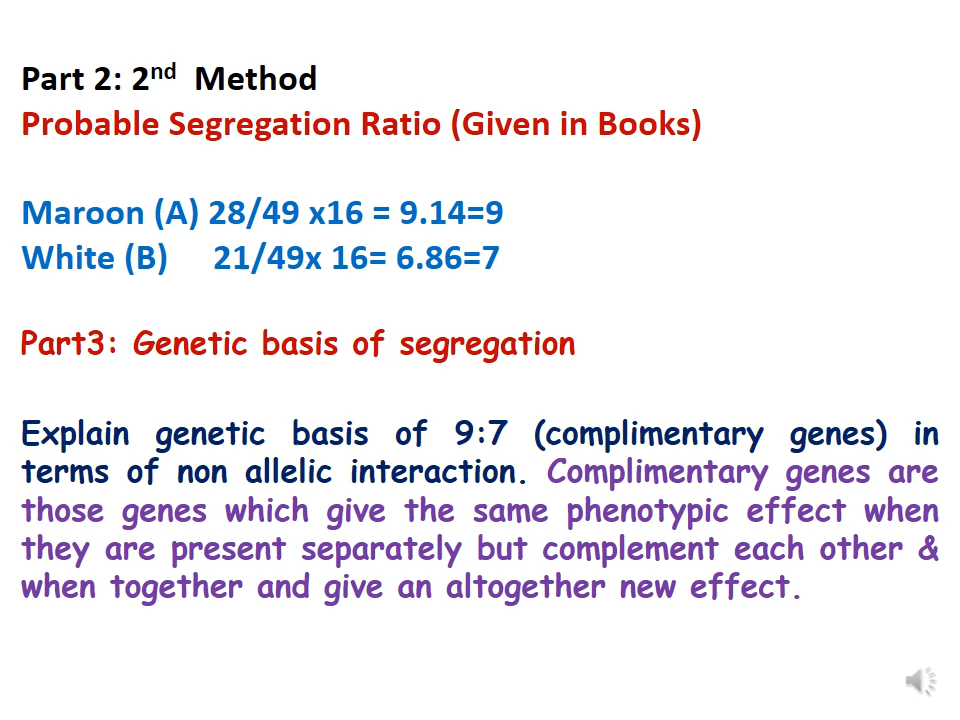 Part 2: 2nd Method
Probable Segregation Ratio (Given in Books)
Maroon (A) 28/49 x16 = 9.14=9
White (B) 21/49x 16= 6.86=7
Part3: Genetic basis of segregation
Explain genetic basis of 9:7 (complimentary genes) in
terms of non allelic interaction. Complimentary genes are
those genes which give the same phenotypic effect when
they are present separately but complement each other &
when together and give an altogether new effect.